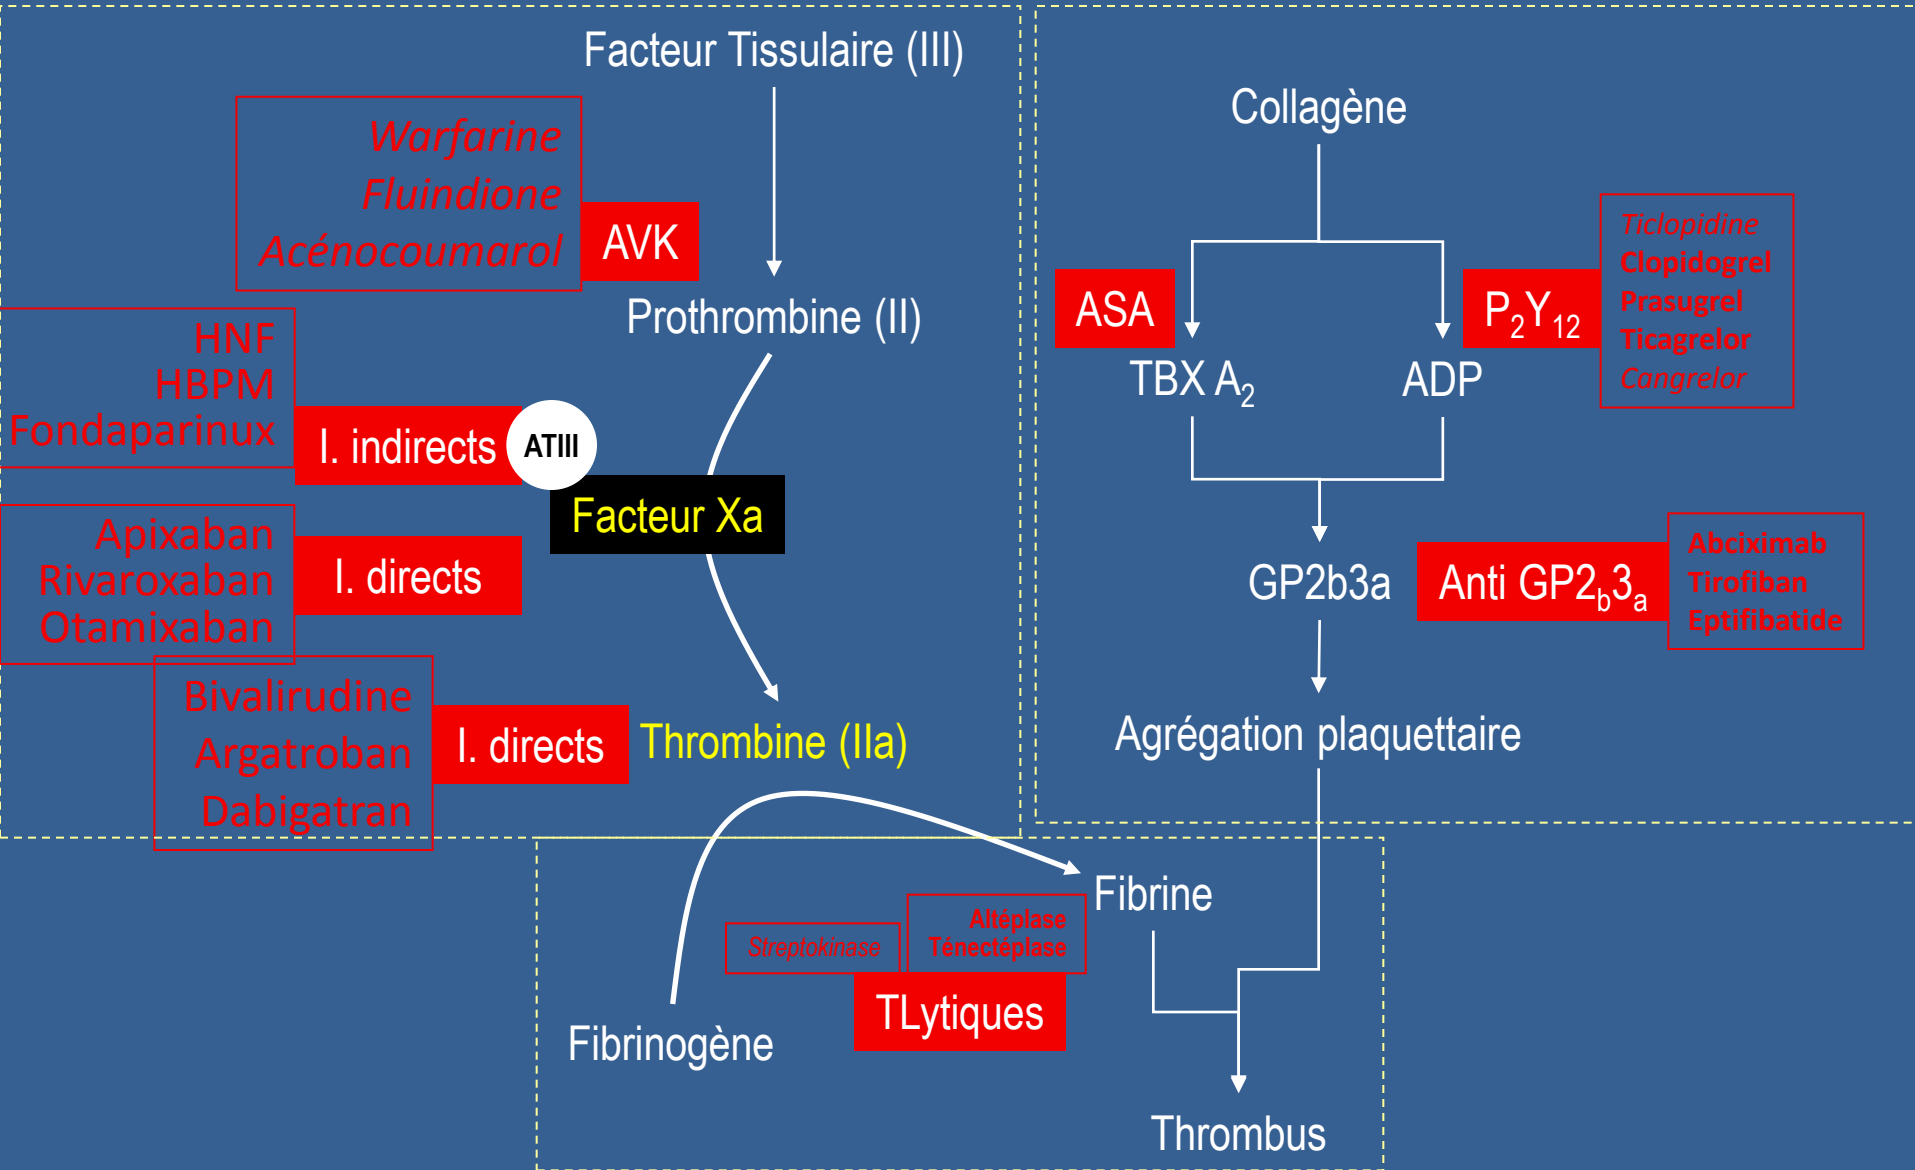 Facteur Tissulaire (III)
Warfarine
Fluindione
Acénocoumarol
AVK
Prothrombine (II)
HNF
HBPM
Fondaparinux
I. indirects
ATIII
Facteur Xa
Apixaban
Rivaroxaban
Otamixaban
I. directs
Bivalirudine
Argatroban
Dabigatran
I. directs
Thrombine (IIa)
Collagène
ASA
TBX A₂
P₂Y₁₂
ADP
Ticlopidine
Clopidogrel
Prasugrel
Ticagrelor
Cangrelor
GP2b3a
Anti GP2b3a
Abciximab
Tirofiban
Eptifibatide
Agrégation plaquettaire
Fibrine
Streptokinase
Altéplase
Ténectéplase
TLytiques
Fibrinogène
Thrombus